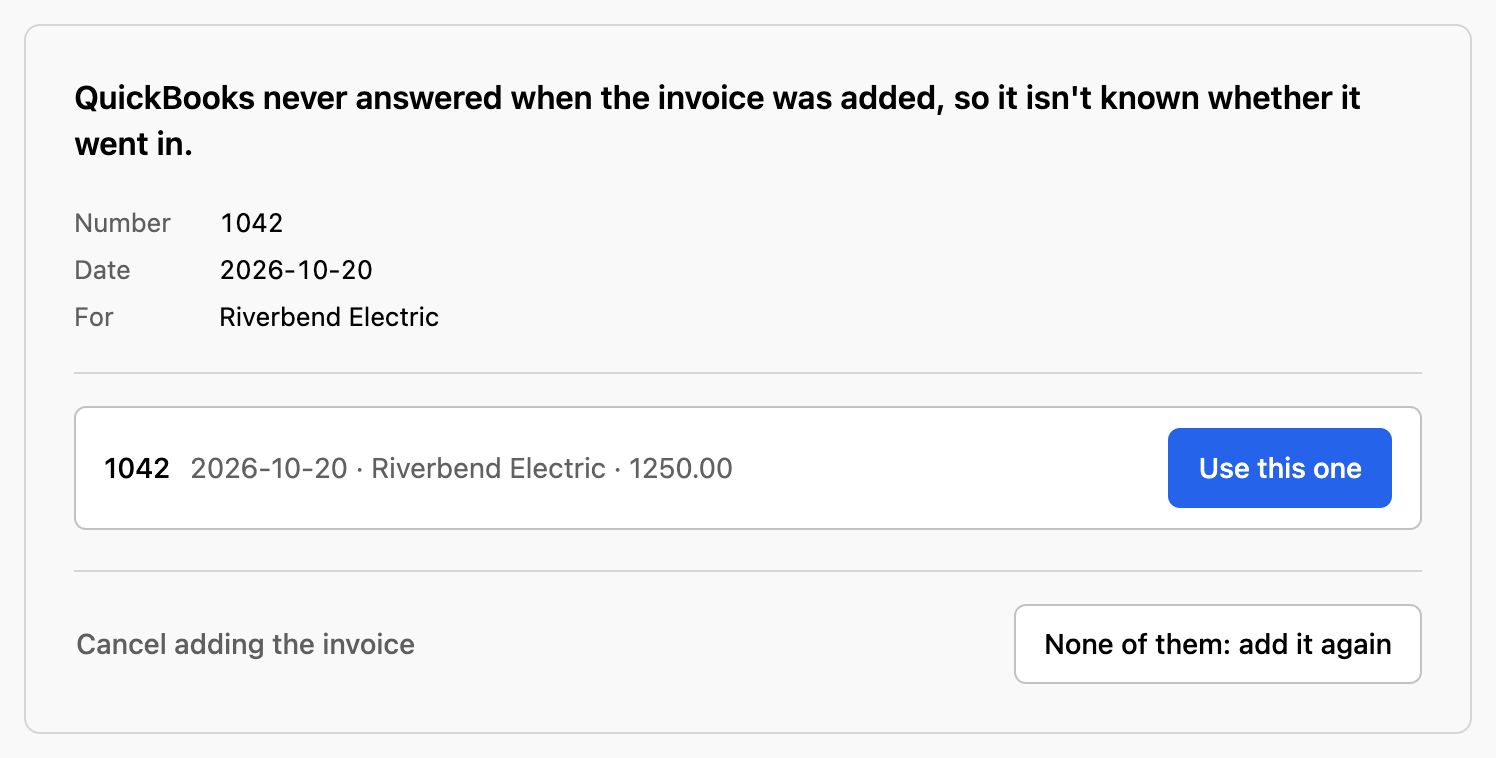 QuickBooks never answered when the invoice was added, so it isn't known whether it
went in.
Number 1042
Date 2026-10-20
For Riverbend Electric
1042 2026-10-20 · Riverbend Electric · 1250.00 Use this one
Cancel adding the invoice None of them: add it again